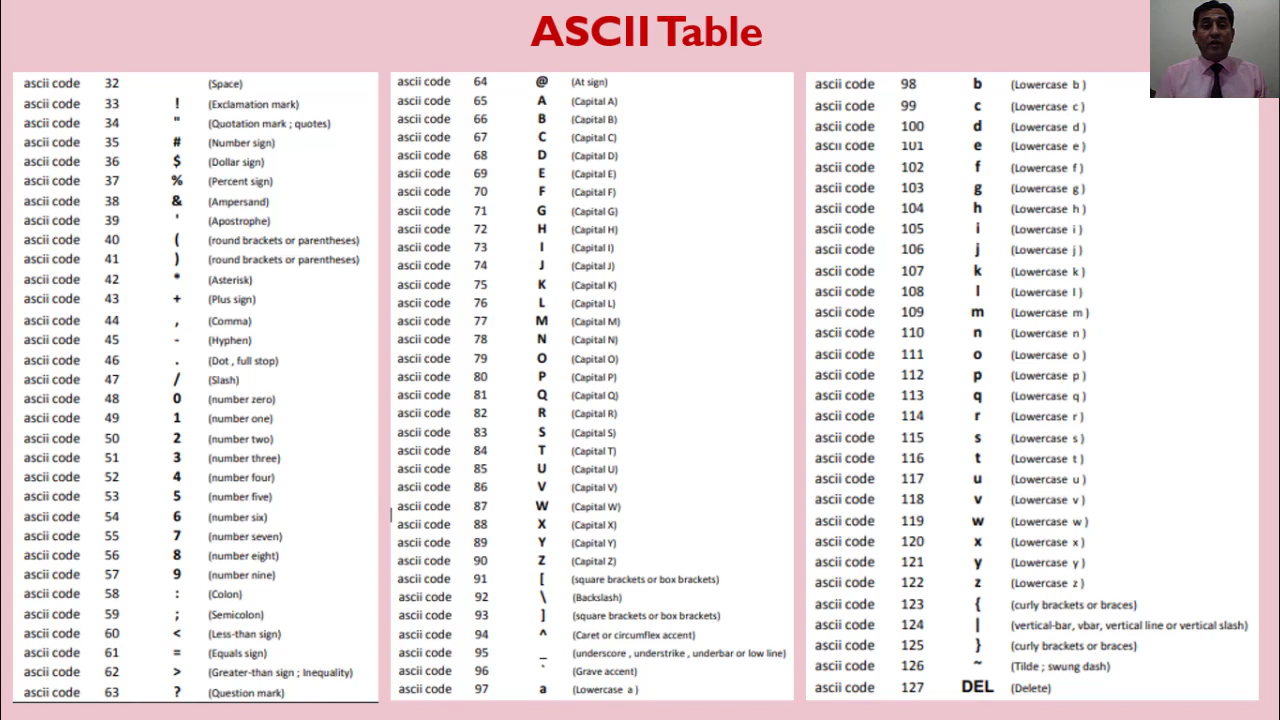 ASCII Table
ascii code 32 (Space)
ascii code 33 ! (Exclamation mark)
ascii code 34 " (Quotation mark ; quotes)
ascii code 35 # (Number sign)
ascii code 36 $ (Dollar sign)
ascii code 37 % (Percent sign)
ascii code 38 & (Ampersand)
ascii code 39 ' (Apostrophe)
ascii code 40 ( (round brackets or parentheses)
ascii code 41 ) (round brackets or parentheses)
ascii code 42 * (Asterisk)
ascii code 43 + (Plus sign)
ascii code 44 , (Comma)
ascii code 45 - (Hyphen)
ascii code 46 . (Dot , full stop)
ascii code 47 / (Slash)
ascii code 48 0 (number zero)
ascii code 49 1 (number one)
ascii code 50 2 (number two)
ascii code 51 3 (number three)
ascii code 52 4 (number four)
ascii code 53 5 (number five)
ascii code 54 6 (number six)
ascii code 55 7 (number seven)
ascii code 56 8 (number eight)
ascii code 57 9 (number nine)
ascii code 58 : (Colon)
ascii code 59 ; (Semicolon)
ascii code 60 < (Less-than sign)
ascii code 61 = (Equals sign)
ascii code 62 > (Greater-than sign ; Inequality)
ascii code 63 ? (Question mark)
ascii code 64 @ (At sign)
ascii code 65 A (Capital A)
ascii code 66 B (Capital B)
ascii code 67 C (Capital C)
ascii code 68 D (Capital D)
ascii code 69 E (Capital E)
ascii code 70 F (Capital F)
ascii code 71 G (Capital G)
ascii code 72 H (Capital H)
ascii code 73 I (Capital I)
ascii code 74 J (Capital J)
ascii code 75 K (Capital K)
ascii code 76 L (Capital L)
ascii code 77 M (Capital M)
ascii code 78 N (Capital N)
ascii code 79 O (Capital O)
ascii code 80 P (Capital P)
ascii code 81 Q (Capital Q)
ascii code 82 R (Capital R)
ascii code 83 S (Capital S)
ascii code 84 T (Capital T)
ascii code 85 U (Capital U)
ascii code 86 V (Capital V)
ascii code 87 W (Capital W)
ascii code 88 X (Capital X)
ascii code 89 Y (Capital Y)
ascii code 90 Z (Capital Z)
ascii code 91 [ (square brackets or box brackets)
ascii code 92 \ (Backslash)
ascii code 93 ] (square brackets or box brackets)
ascii code 94 ^ (Caret or circumflex accent)
ascii code 95 _ (underscore , understrike , underbar or low line)
ascii code 96 ` (Grave accent)
ascii code 97 a (Lowercase a )
ascii code 98 b (Lowercase b )
ascii code 99 c (Lowercase c )
ascii code 100 d (Lowercase d )
ascii code 101 e (Lowercase e )
ascii code 102 f (Lowercase f )
ascii code 103 g (Lowercase g )
ascii code 104 h (Lowercase h )
ascii code 105 i (Lowercase i )
ascii code 106 j (Lowercase j )
ascii code 107 k (Lowercase k )
ascii code 108 l (Lowercase l )
ascii code 109 m (Lowercase m )
ascii code 110 n (Lowercase n )
ascii code 111 o (Lowercase o )
ascii code 112 p (Lowercase p )
ascii code 113 q (Lowercase q )
ascii code 114 r (Lowercase r )
ascii code 115 s (Lowercase s )
ascii code 116 t (Lowercase t )
ascii code 117 u (Lowercase u )
ascii code 118 v (Lowercase v )
ascii code 119 w (Lowercase w )
ascii code 120 x (Lowercase x )
ascii code 121 y (Lowercase y )
ascii code 122 z (Lowercase z )
ascii code 123 { (curly brackets or braces)
ascii code 124 | (vertical-bar, vbar, vertical line or vertical slash)
ascii code 125 } (curly brackets or braces)
ascii code 126 ~ (Tilde ; swung dash)
ascii code 127 DEL (Delete)